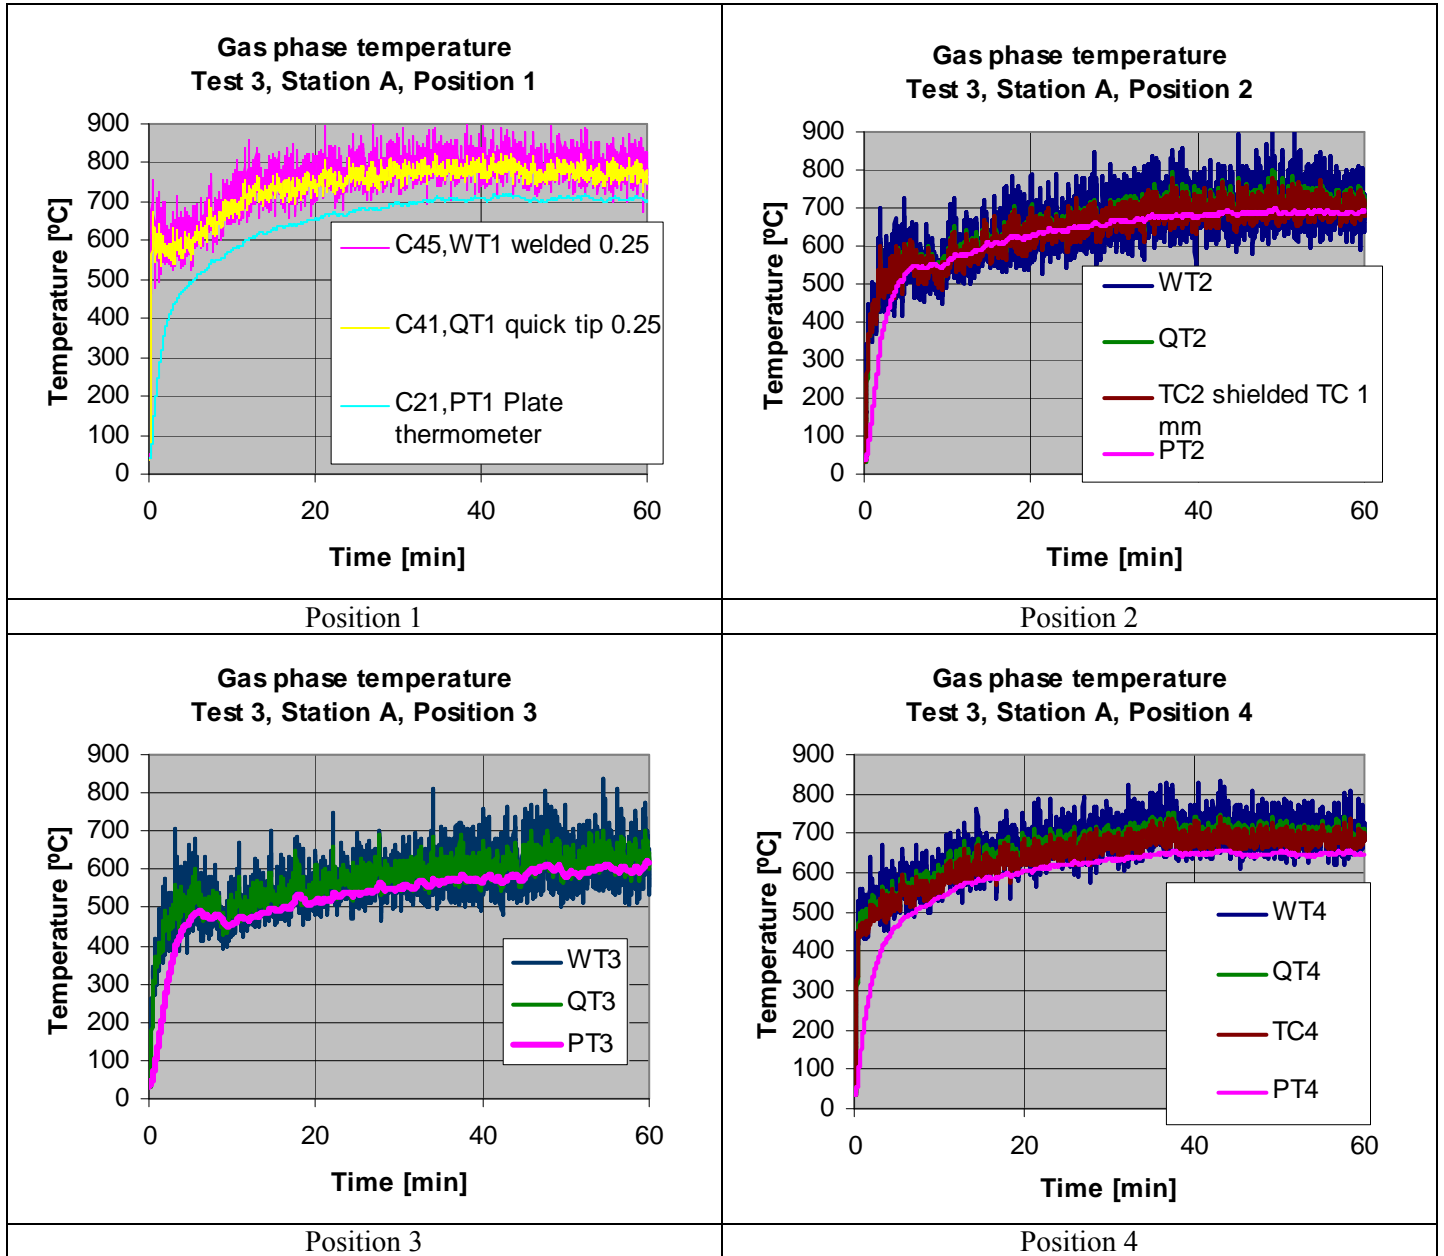 Gas phase temperature
Test 3, Station A, Position 1
Temperature [ºC]
900
800
700
600
500
400
300
200
100
0
C45,WT1 welded 0.25
C41,QT1 quick tip 0.25
C21,PT1 Plate
thermometer
0 20 40 60
Time [min]
Gas phase temperature
Test 3, Station A, Position 2
Temperature [ºC]
900
800
700
600
500
400
300
200
100
0
WT2
QT2
TC2 shielded TC 1
mm
PT2
0 20 40 60
Time [min]
Position 1
Position 2
Gas phase temperature
Test 3, Station A, Position 3
Temperature [ºC]
900
800
700
600
500
400
300
200
100
0
WT3
QT3
PT3
0 20 40 60
Time [min]
Gas phase temperature
Test 3, Station A, Position 4
Temperature [ºC]
900
800
700
600
500
400
300
200
100
0
WT4
QT4
TC4
PT4
0 20 40 60
Time [min]
Position 3
Position 4